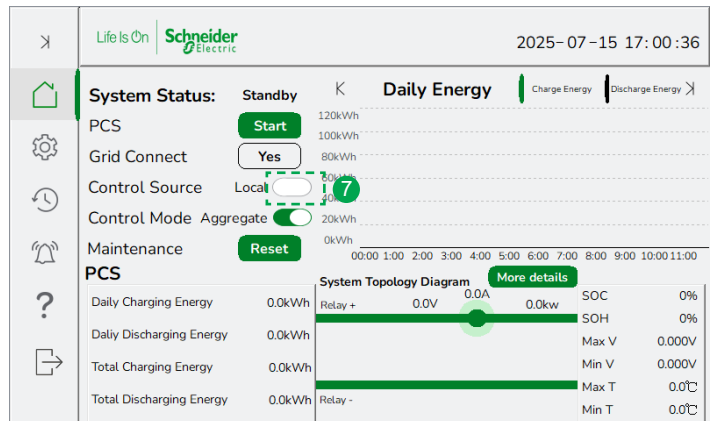 Life Is On Schneider Electric
2025-07-15 17:00:36
System Status: Standby
PCS Start
Grid Connect Yes
Control Source Local
Control Mode Aggregate
Maintenance Reset
Daily Energy Charge Energy Discharge Energy
120kWh
100kWh
80kWh
60kWh
7
40kWh
20kWh
0kWh
00:00 1:00 2:00 3:00 4:00 5:00 6:00 7:00 8:00 9:00 10:00 11:00
PCS
Daily Charging Energy 0.0kWh
Daliy Discharging Energy 0.0kWh
Total Charging Energy 0.0kWh
Total Discharging Energy 0.0kWh
System Topology Diagram More details
Relay + 0.0V 0.0A 0.0kw
Relay -
SOC 0%
SOH 0%
Max V 0.000V
Min V 0.000V
Max T 0.0℃
Min T 0.0℃
?